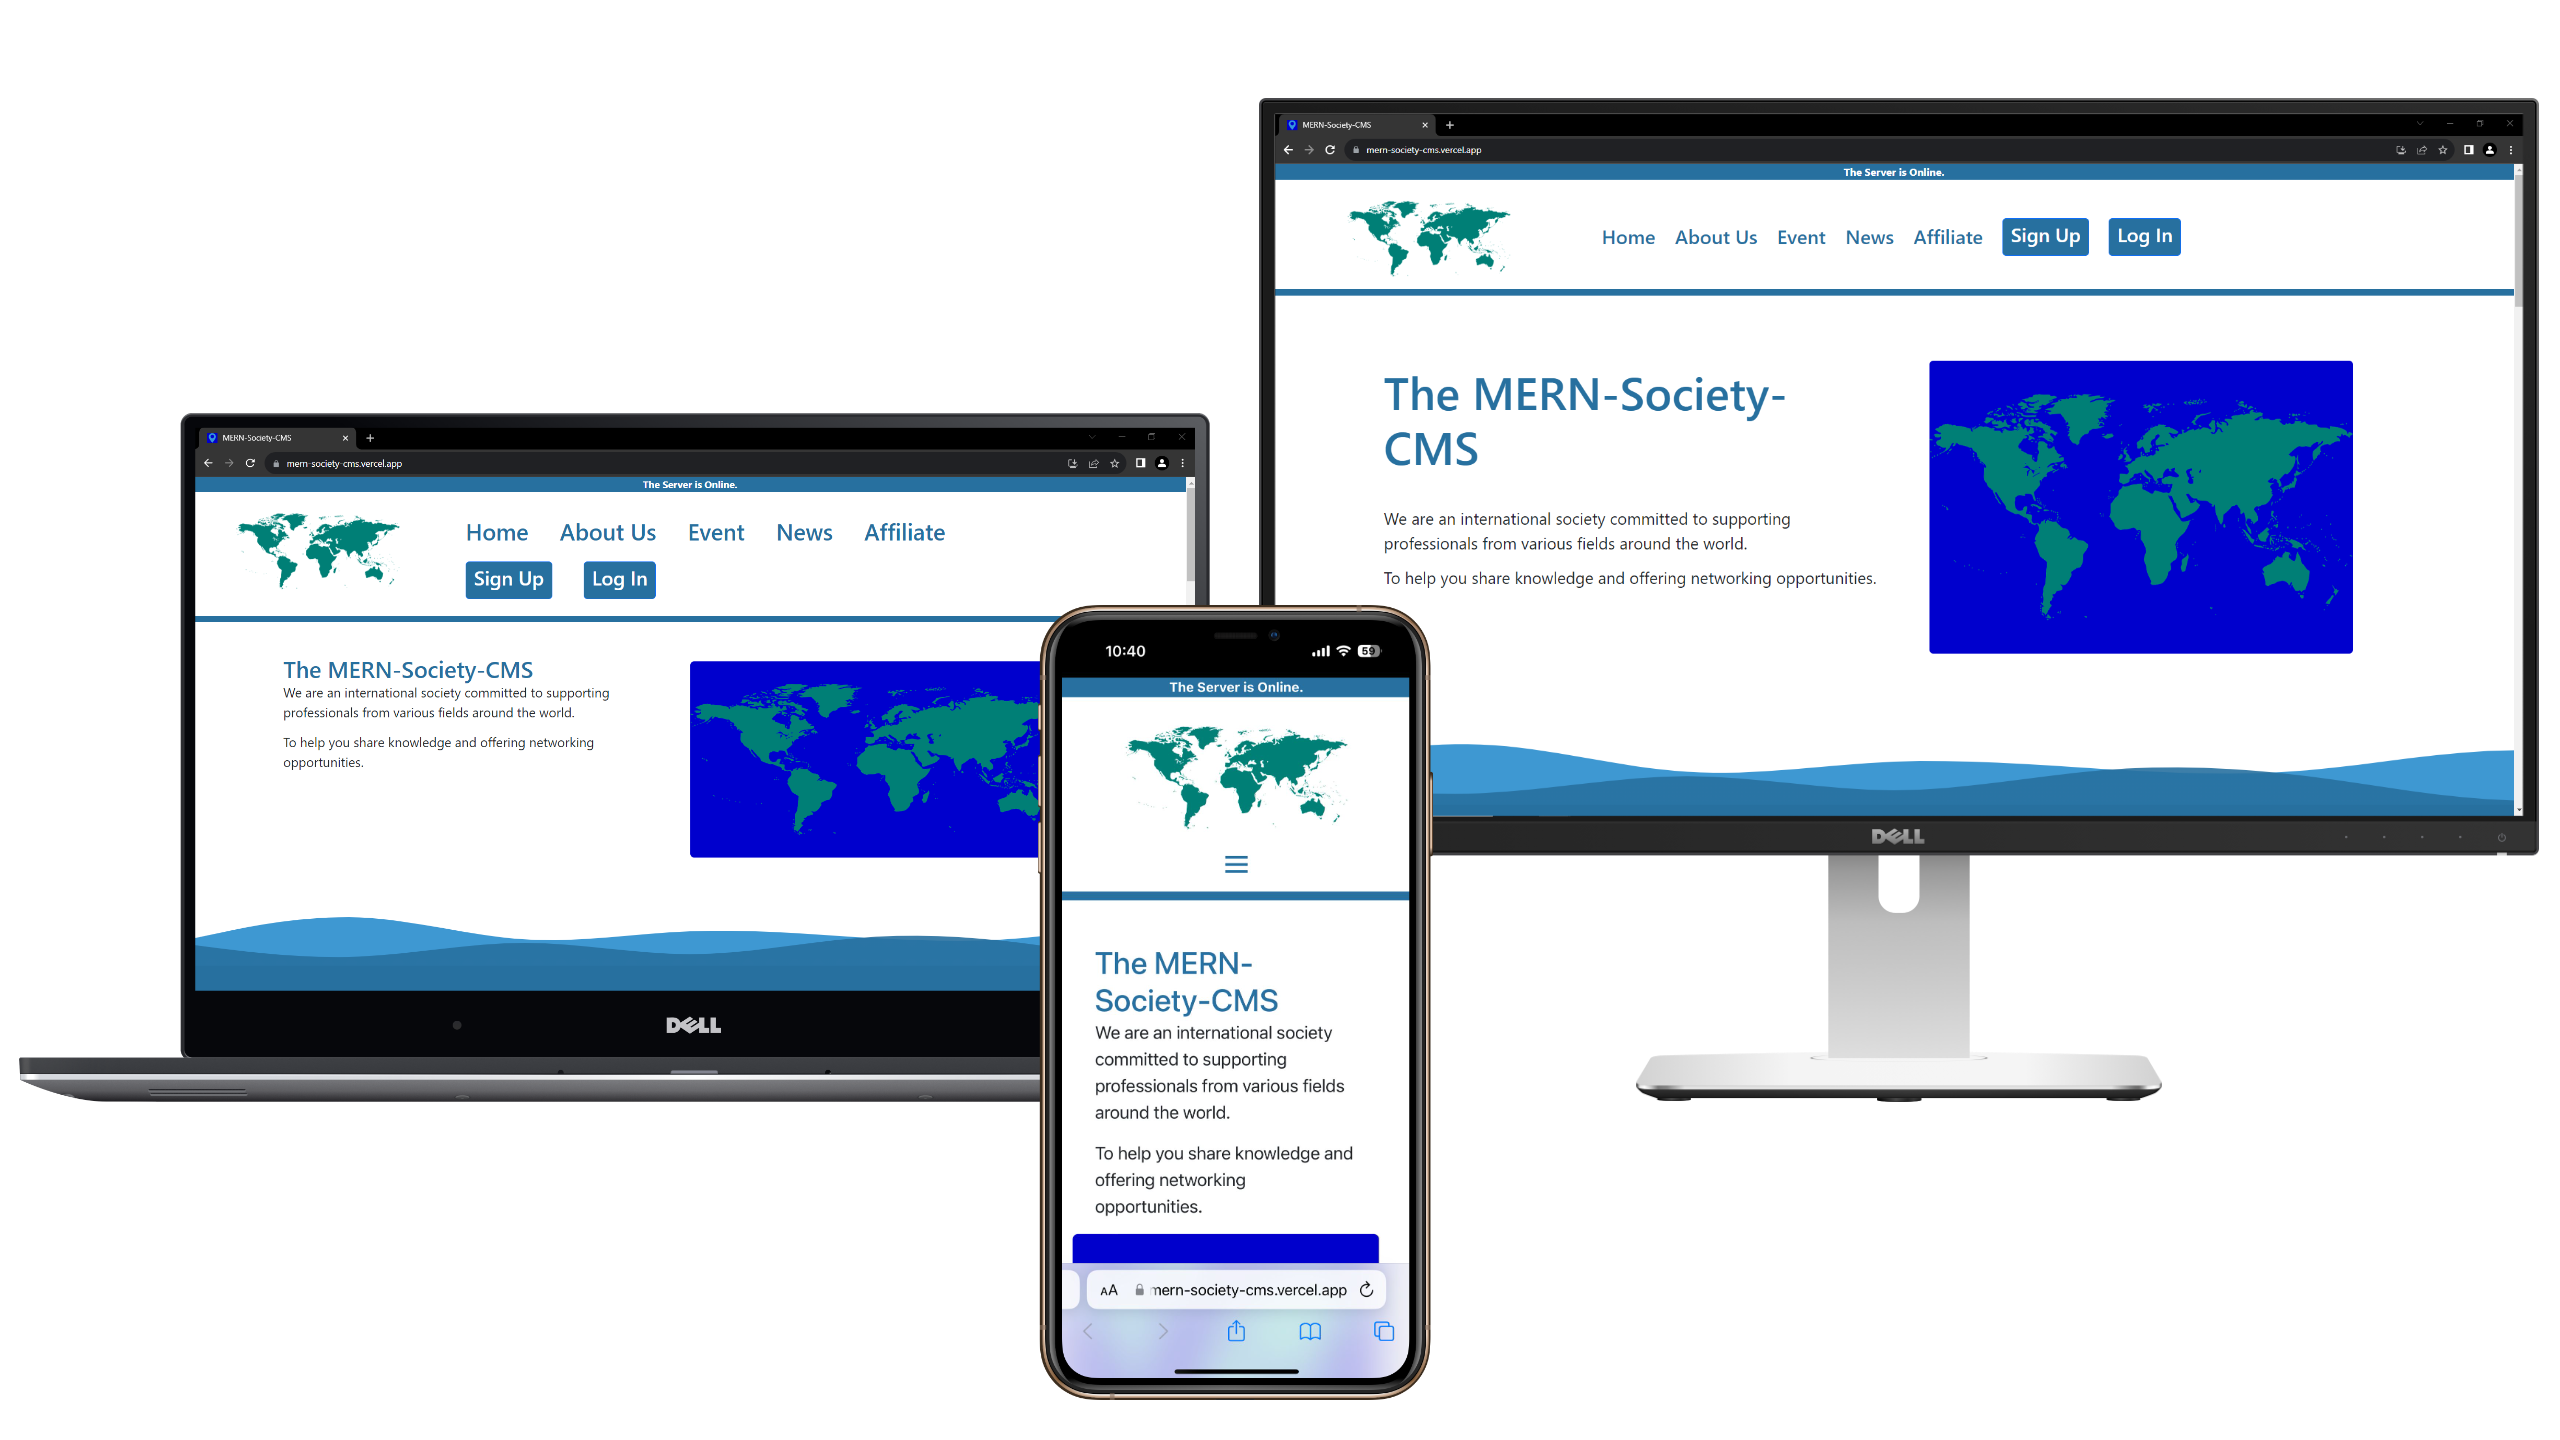 MERN-Society-CMS
mern-society-cms.vercel.app
The Server is Online.
Home About Us Event News Affiliate
Sign Up Log In
The MERN-Society-CMS
We are an international society committed to supporting
professionals from various fields around the world.
To help you share knowledge and offering networking
opportunities.
DELL
10:40
59
The Server is Online.
The MERN-
Society-CMS
We are an international society
committed to supporting
professionals from various fields
around the world.
To help you share knowledge and
offering networking
opportunities.
AA mern-society-cms.vercel.app
MERN-Society-CMS
mern-society-cms.vercel.app
The Server is Online.
Home About Us Event News Affiliate Sign Up Log In
The MERN-Society-
CMS
We are an international society committed to supporting
professionals from various fields around the world.
To help you share knowledge and offering networking opportunities.
DELL